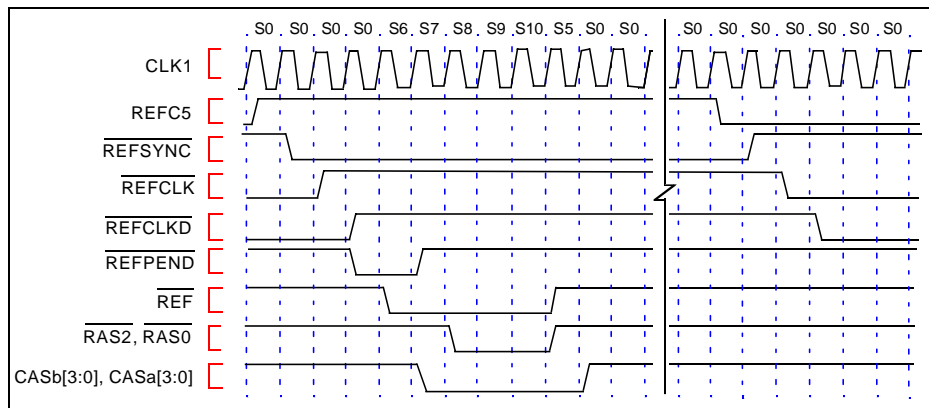 S0 S0 S0 S0 S6 S7 S8 S9 S10 S5 S0 S0 S0 S0 S0 S0 S0 S0 S0
CLK1
REFC5
REFSYNC
REFCLK
REFCLKD
REFPEND
REF
RAS2, RAS0
CASb[3:0], CASa[3:0]